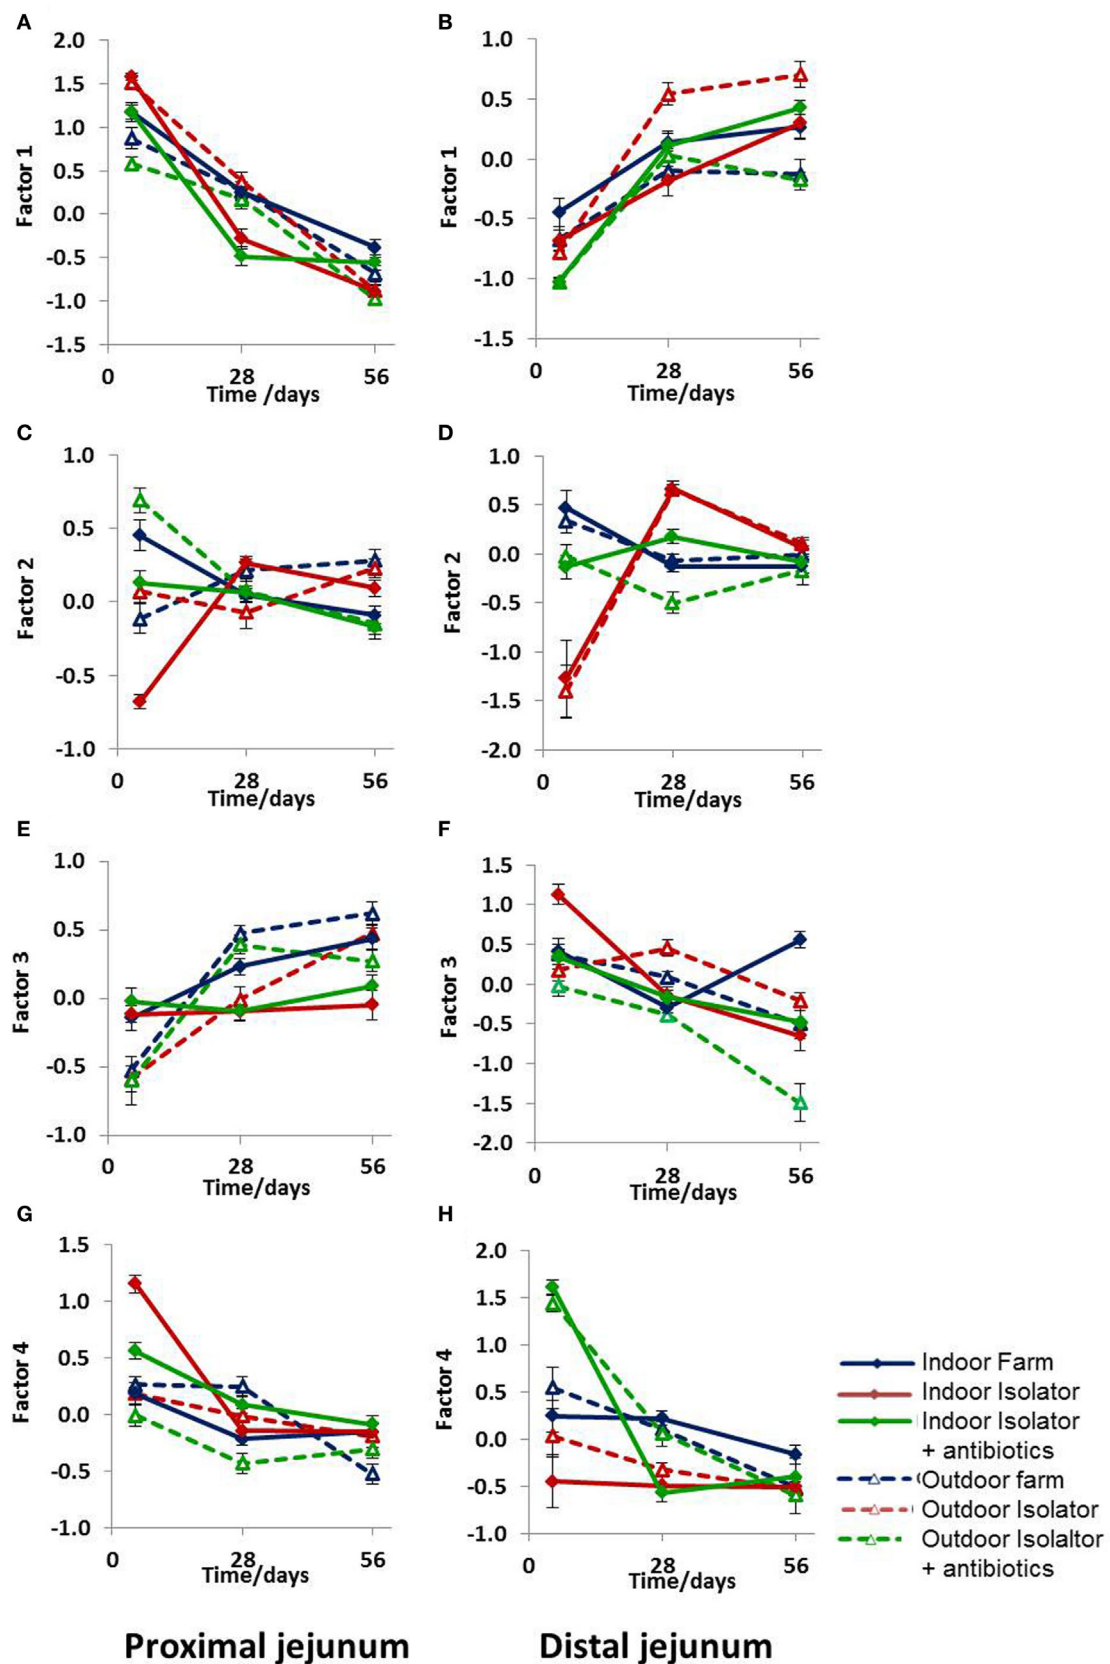 A
2.0
1.5
1.0
0.5
0.0
-0.5
-1.0
-1.5
Factor 1
0 28 56
Time /days
B
1.0
0.5
0.0
-0.5
-1.0
-1.5
Factor 1
0 28 56
Time/days
C
1.0
0.5
0.0
-0.5
-1.0
Factor 2
0 28 56
Time/days
D
1.0
0.5
0.0
-0.5
-1.0
-1.5
-2.0
Factor 2
0 28 56
Time/days
E
1.0
0.5
0.0
-0.5
-1.0
Factor 3
0 28 56
Time/days
F
1.5
1.0
0.5
0.0
-0.5
-1.0
-1.5
-2.0
Factor 3
0 28 56
Time/days
G
1.5
1.0
0.5
0.0
-0.5
-1.0
Factor 4
0 28 56
Time/days
H
2.0
1.5
1.0
0.5
0.0
-0.5
-1.0
Factor 4
0 28 56
Time/days
Indoor Farm
Indoor Isolator
Indoor Isolator
+ antibiotics
Outdoor farm
Outdoor Isolator
Outdoor Isolaltor
+ antibiotics
Proximal jejunum
Distal jejunum